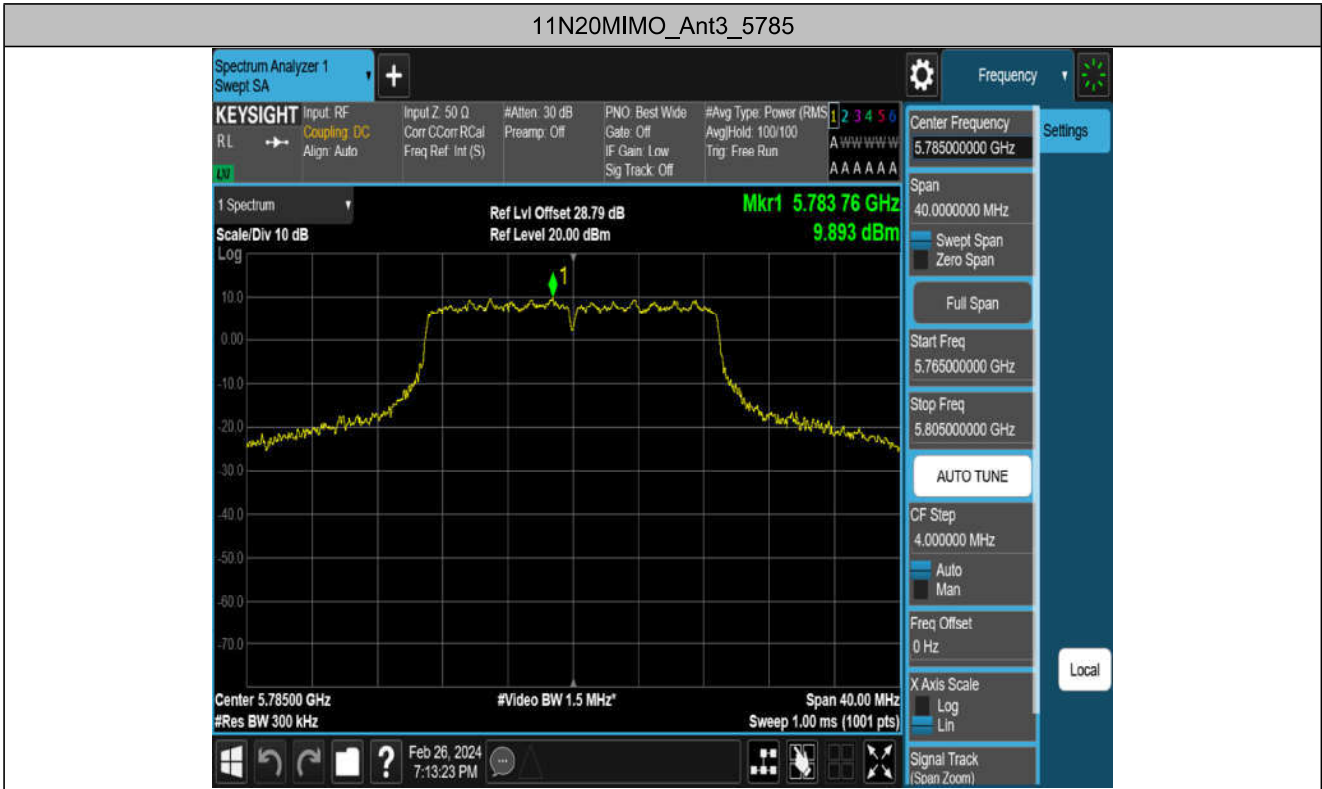 11N20MIMO_Ant3_5785
Spectrum Analyzer 1
Swept SA
+
Frequency
KEYSIGHT
RL
LXI
Input: RF
Coupling: DC
Align: Auto
Input Z: 50 Ω
Corr CCorr RCal
Freq Ref: Int (S)
#Atten: 30 dB
Preamp: Off
PNO: Best Wide
Gate: Off
IF Gain: Low
Sig Track: Off
#Avg Type: Power (RMS
Avg|Hold: 100/100
Trig: Free Run
1 2 3 4 5 6
A W W W W W
A A A A A A
1 Spectrum
Scale/Div 10 dB
Log
Ref Lvl Offset 28.79 dB
Ref Level 20.00 dBm
Mkr1 5.783 76 GHz
9.893 dBm
1
10.0
0.00
-10.0
-20.0
-30.0
-40.0
-50.0
-60.0
-70.0
Center 5.78500 GHz
#Res BW 300 kHz
#Video BW 1.5 MHz*
Span 40.00 MHz
Sweep 1.00 ms (1001 pts)
Center Frequency
5.785000000 GHz
Settings
Span
40.0000000 MHz
Swept Span
Zero Span
Full Span
Start Freq
5.765000000 GHz
Stop Freq
5.805000000 GHz
AUTO TUNE
CF Step
4.000000 MHz
Auto
Man
Freq Offset
0 Hz
X Axis Scale
Log
Lin
Local
Signal Track
(Span Zoom)
?
Feb 26, 2024
7:13:23 PM